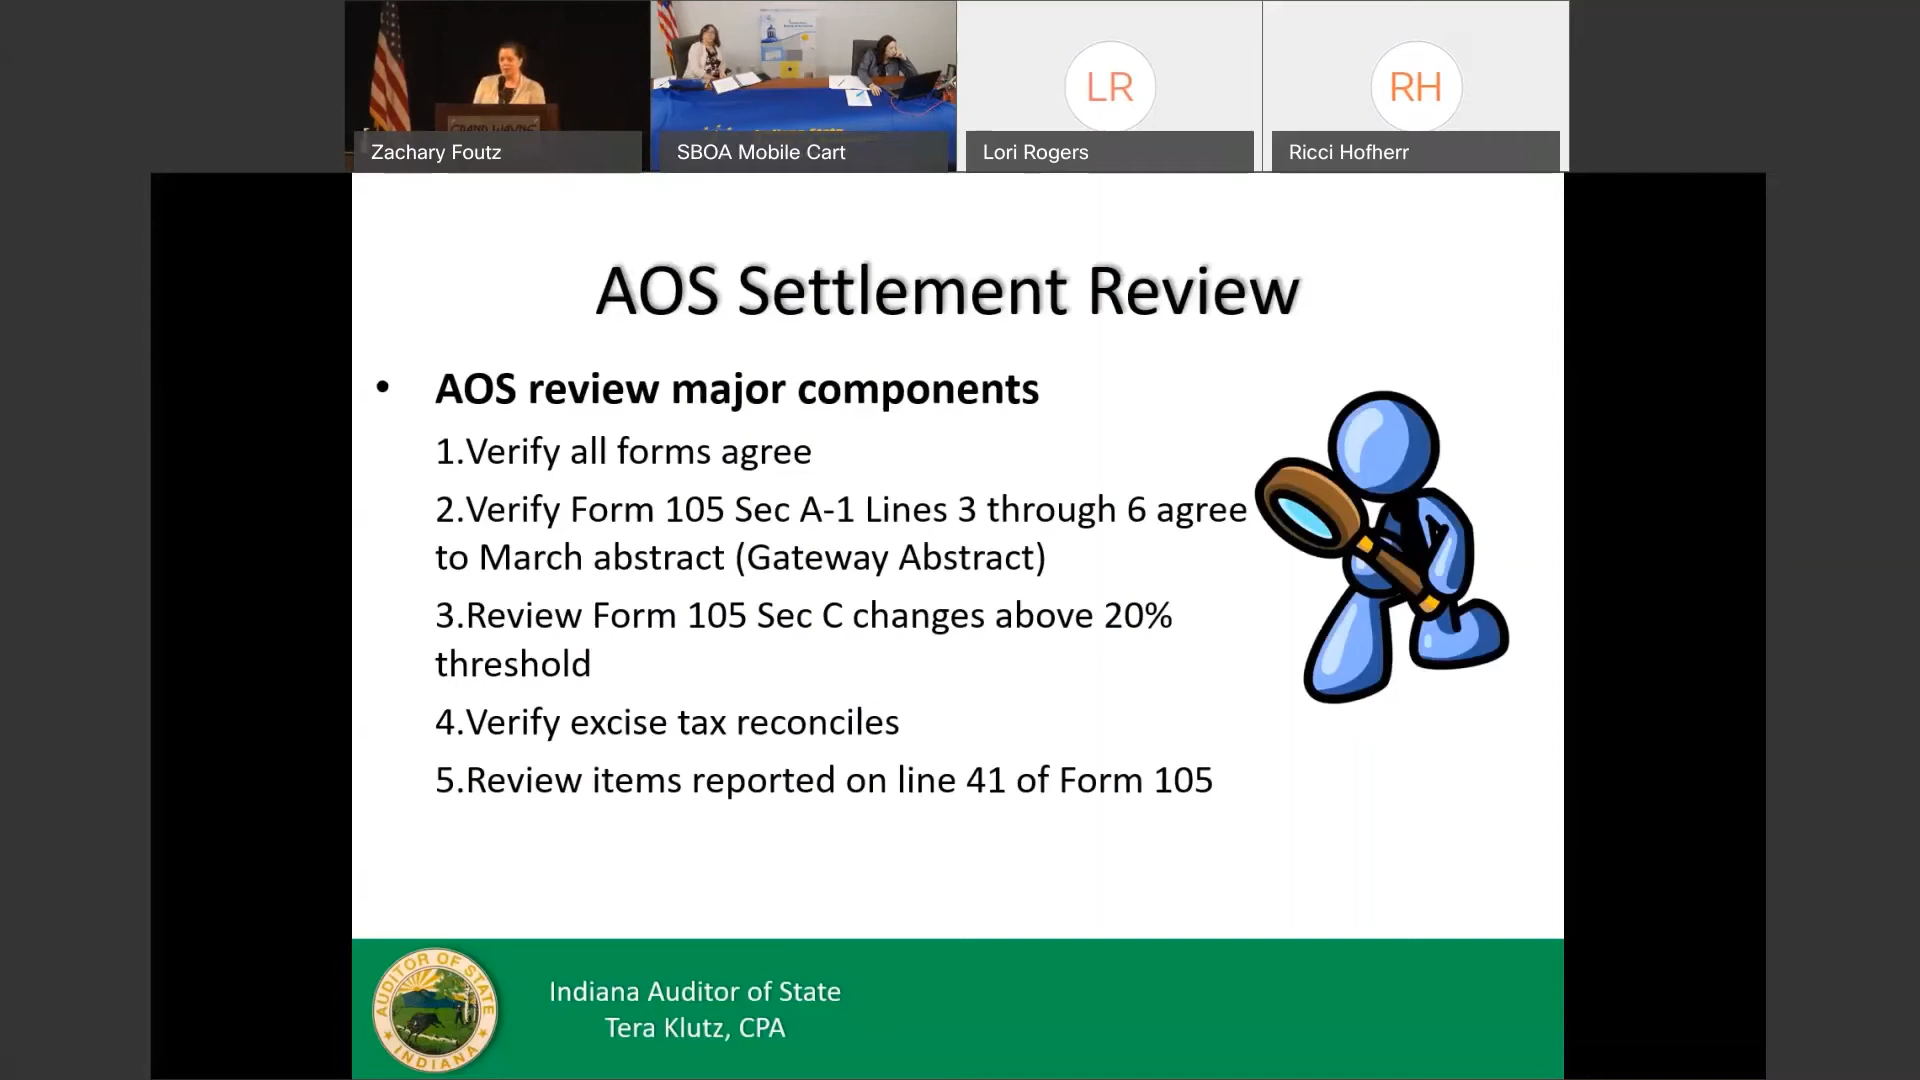 GRAND WAYNE
Zachary Foutz
SBOA Mobile Cart
LR
Lori Rogers
RH
Ricci Hofherr
AOS Settlement Review
• AOS review major components
1.Verify all forms agree
2.Verify Form 105 Sec A-1 Lines 3 through 6 agree
to March abstract (Gateway Abstract)
3.Review Form 105 Sec C changes above 20%
threshold
4.Verify excise tax reconciles
5.Review items reported on line 41 of Form 105
AUDITOR OF STATE
INDIANA
Indiana Auditor of State
Tera Klutz, CPA